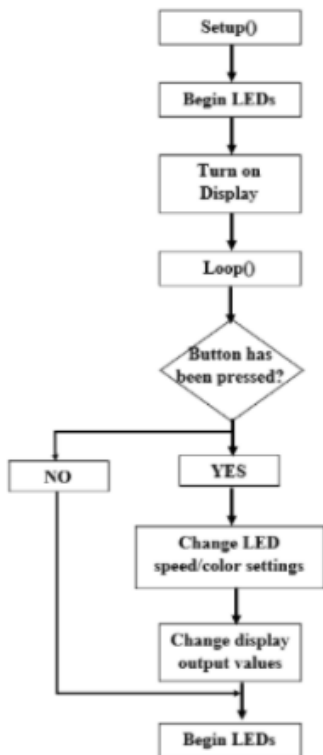 Setup()
Begin LEDs
Turn on
Display
Loop()
Button has
been pressed?
NO
YES
Change LED
speed/color settings
Change display
output values
Begin LEDs